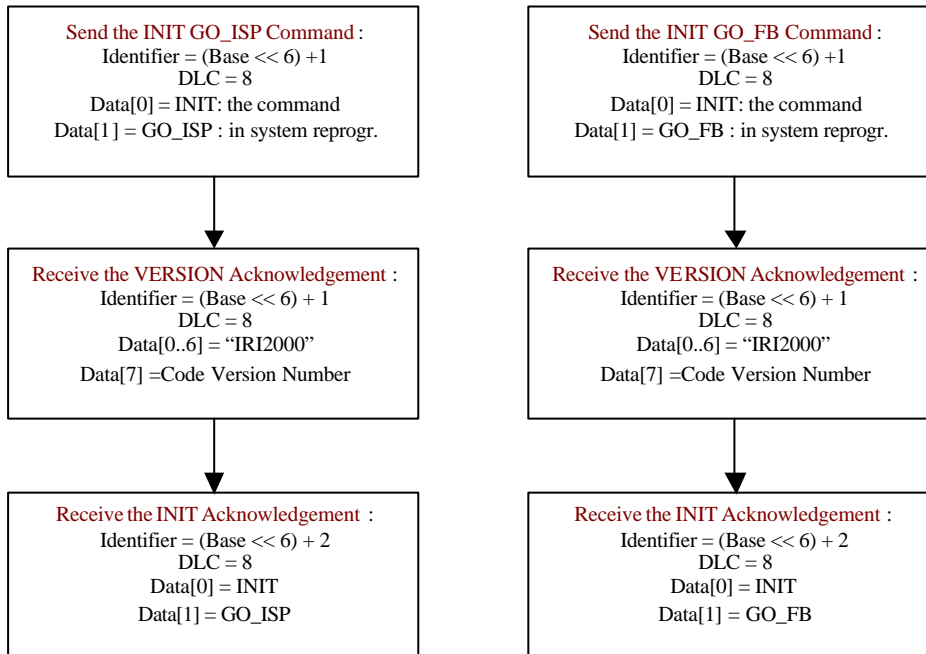 Send the INIT GO_ISP Command :
Identifier = (Base << 6) +1
DLC = 8
Data[0] = INIT: the command
Data[1] = GO_ISP : in system reprogr.
Receive the VERSION Acknowledgement :
Identifier = (Base << 6) + 1
DLC = 8
Data[0..6] = “IRI2000”
Data[7] =Code Version Number
Receive the INIT Acknowledgement :
Identifier = (Base << 6) + 2
DLC = 8
Data[0] = INIT
Data[1] = GO_ISP
Send the INIT GO_FB Command :
Identifier = (Base << 6) +1
DLC = 8
Data[0] = INIT: the command
Data[1] = GO_FB : in system reprogr.
Receive the VERSION Acknowledgement :
Identifier = (Base << 6) + 1
DLC = 8
Data[0..6] = “IRI2000”
Data[7] =Code Version Number
Receive the INIT Acknowledgement :
Identifier = (Base << 6) + 2
DLC = 8
Data[0] = INIT
Data[1] = GO_FB